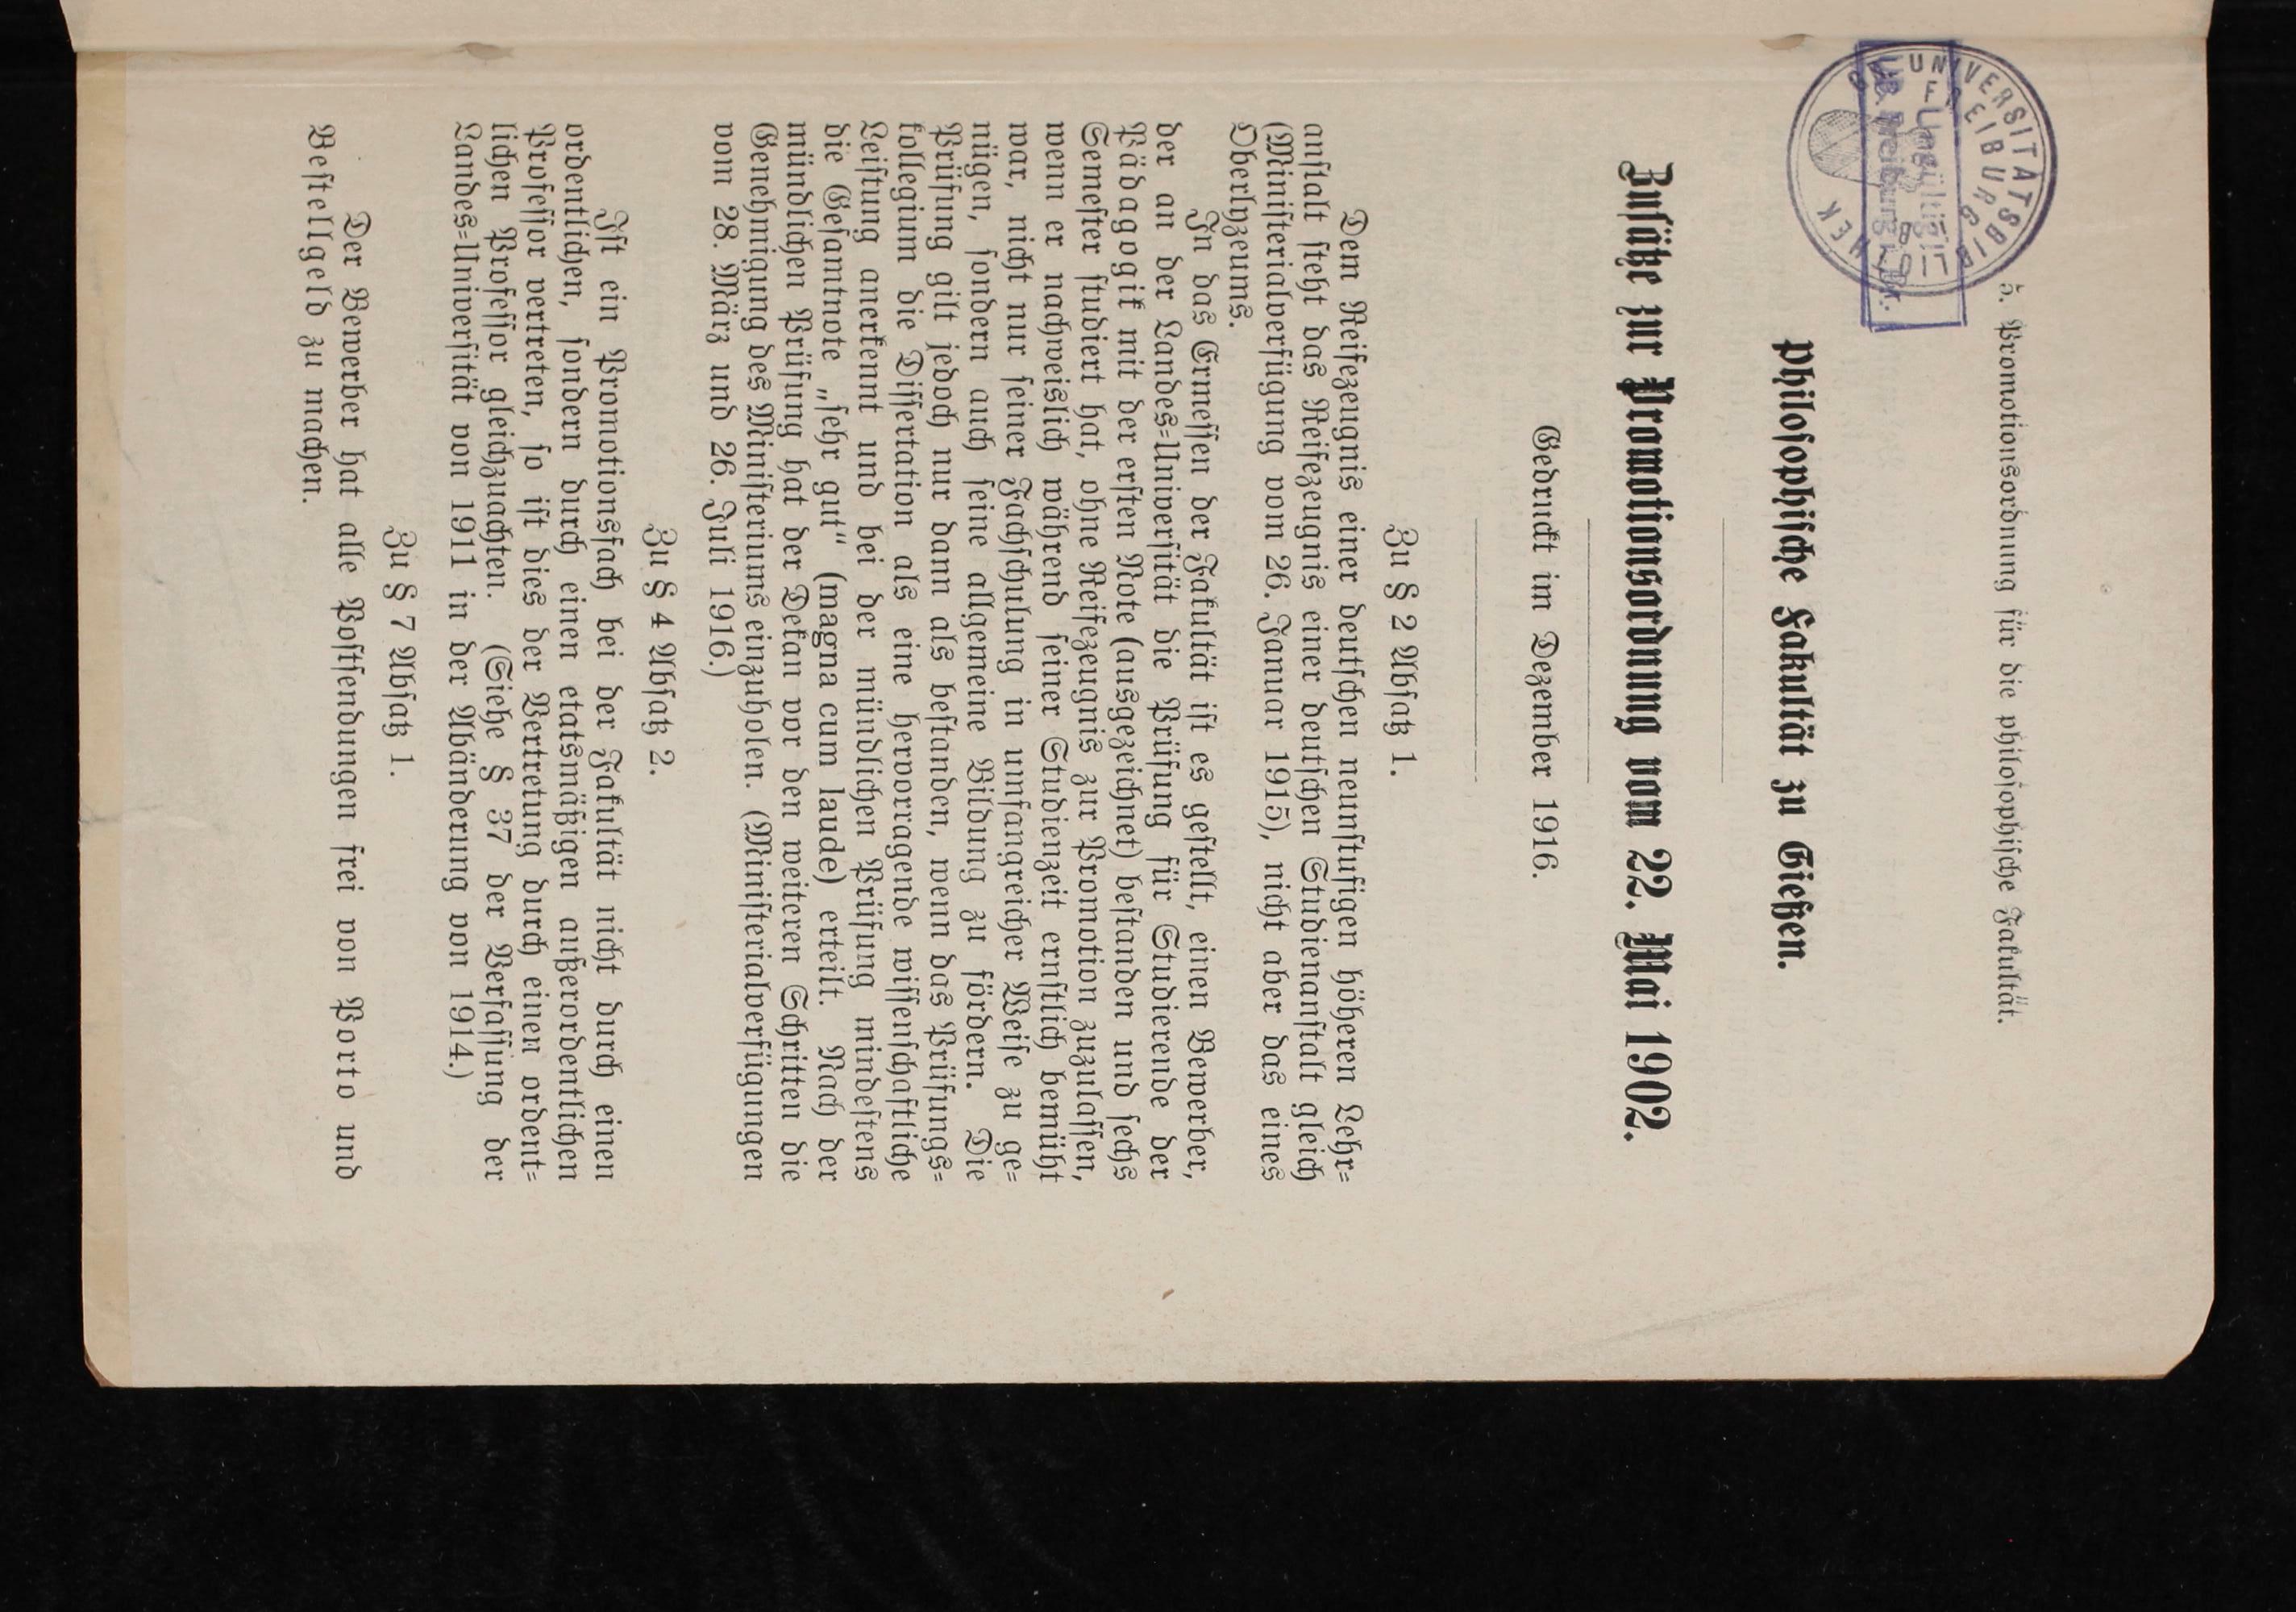 5. Promotionsordnung für die philosophische Fakultät.
UNIVERSITÄTSBIBLIOTHEK
FREIBURG
Ungültig
Philosophische Fakultät zu Gießen.
Zusätze zur Promotionsordnung vom 22. Mai 1902.
Gedruckt im Dezember 1916.
Zu § 2 Absatz 1.
Dem Reifezeugnis einer deutschen neunstufigen höheren Lehr=
anstalt steht das Reifezeugnis einer deutschen Studienanstalt gleich
(Ministerialverfügung vom 26. Januar 1915), nicht aber das eines
Oberlyzeums.
In das Ermessen der Fakultät ist es gestellt, einen Bewerber,
der an der Landes=Universität die Prüfung für Studierende der
Pädagogik mit der ersten Note (ausgezeichnet) bestanden und sechs
Semester studiert hat, ohne Reifezeugnis zur Promotion zuzulassen,
wenn er nachweislich während seiner Studienzeit ernstlich bemüht
war, nicht nur seiner Fachschulung in umfangreicher Weise zu ge=
nügen, sondern auch seine allgemeine Bildung zu fördern. Die
Prüfung gilt jedoch nur dann als bestanden, wenn das Prüfungs=
kollegium die Dissertation als eine hervorragende wissenschaftliche
Leistung anerkennt und bei der mündlichen Prüfung mindestens
die Gesamtnote „sehr gut“ (magna cum laude) erteilt. Nach der
mündlichen Prüfung hat der Dekan vor den weiteren Schritten die
Genehmigung des Ministeriums einzuholen. (Ministerialverfügungen
vom 28. März und 26. Juli 1916.)
Zu § 4 Absatz 2.
Ist ein Promotionsfach bei der Fakultät nicht durch einen
ordentlichen, sondern durch einen etatsmäßigen außerordentlichen
Professor vertreten, so ist dies der Vertretung durch einen ordent=
lichen Professor gleichzuachten. (Siehe § 37 der Verfassung der
Landes=Universität von 1911 in der Abänderung von 1914.)
Zu § 7 Absatz 1.
Der Bewerber hat alle Postsendungen frei von Porto und
Bestellgeld zu machen.